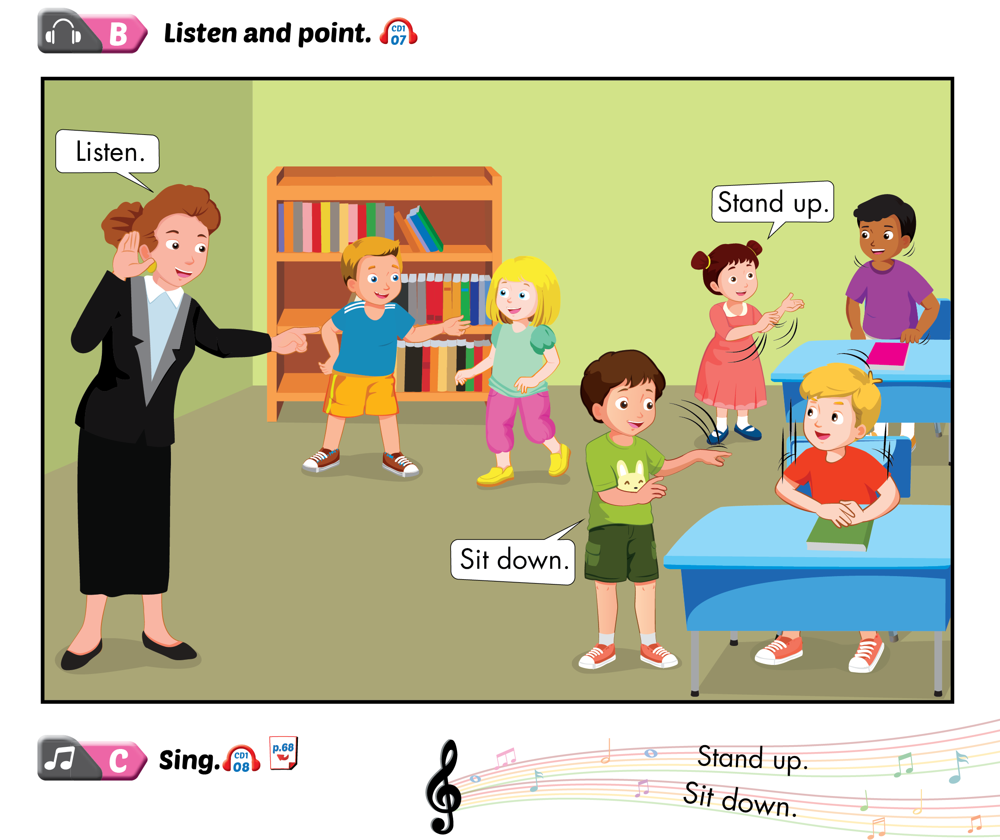 B Listen and point. CD1 07
Listen.
Stand up.
Sit down.
C Sing. CD1 08 p.68
Stand up.
Sit down.